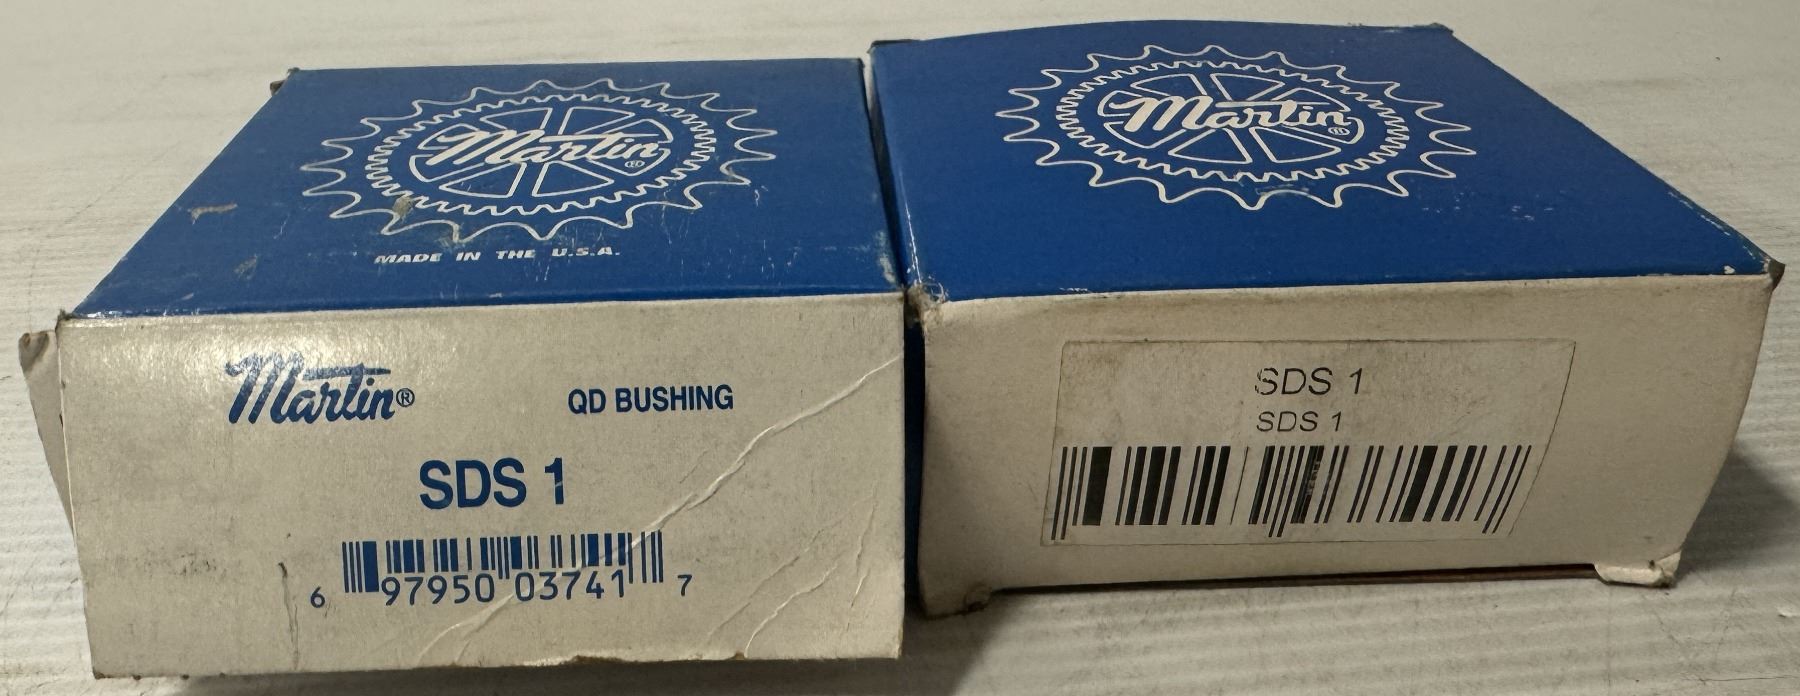 Martin®
MADE IN THE U.S.A.
Martin®
QD BUSHING
SDS 1
6 97950 03741 7
Martin®
SDS 1
SDS 1